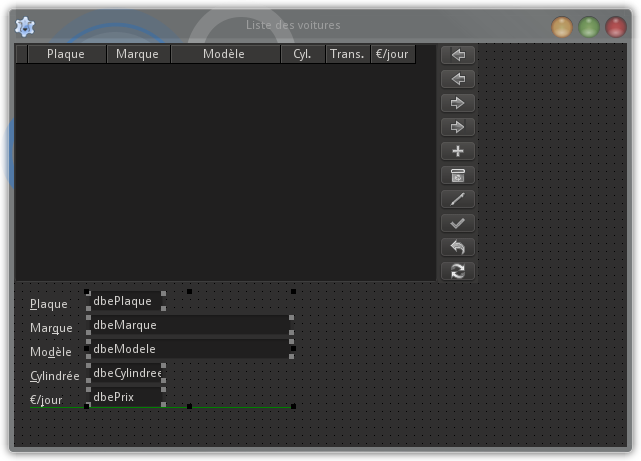 Liste des voitures
Plaque Marque Modèle Cyl. Trans. €/jour
Plaque dbePlaque
Marque dbeMarque
Modèle dbeModele
Cylindrée dbeCylindree
€/jour dbePrix